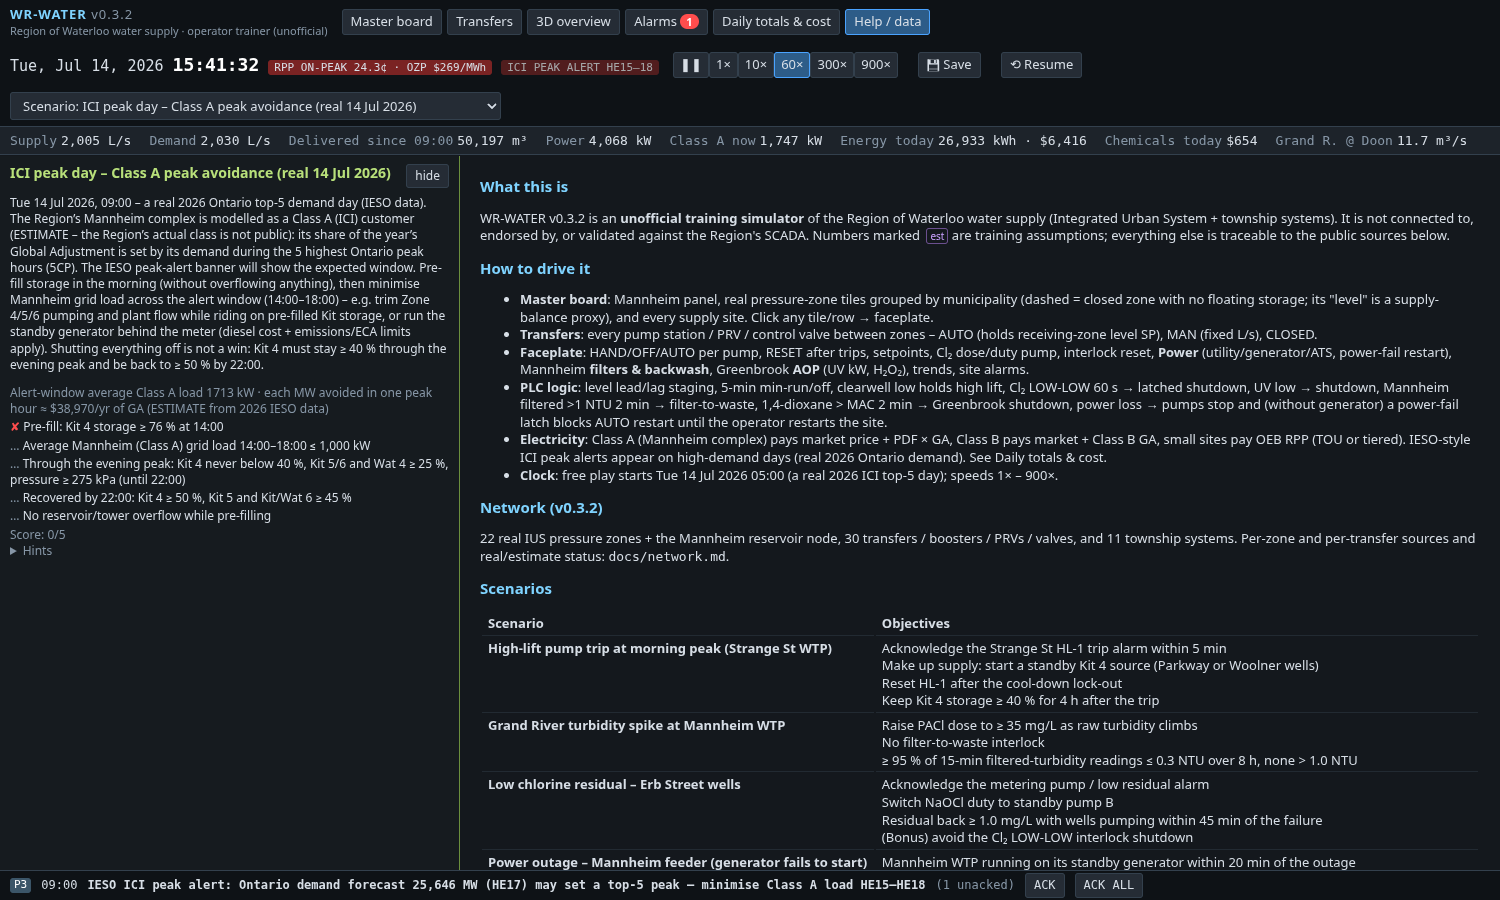 WR-WATER v0.3.2
Region of Waterloo water supply · operator trainer (unofficial)
Master board
Transfers
3D overview
Alarms 1
Daily totals & cost
Help / data
Tue, Jul 14, 2026 15:41:32 RPP ON-PEAK 24.3¢ · OZP $269/MWh ICI PEAK ALERT HE15–18
❚❚ 1× 10× 60× 300× 900× 💾 Save ⟲ Resume
Scenario: ICI peak day – Class A peak avoidance (real 14 Jul 2026)
Supply 2,005 L/s Demand 2,030 L/s Delivered since 09:00 50,197 m³ Power 4,068 kW Class A now 1,747 kW Energy today 26,933 kWh · $6,416 Chemicals today $654 Grand R. @ Doon 11.7 m³/s
ICI peak day – Class A peak avoidance (real 14 Jul 2026)
hide
Tue 14 Jul 2026, 09:00 – a real 2026 Ontario top-5 demand day (IESO data).
The Region's Mannheim complex is modelled as a Class A (ICI) customer
(ESTIMATE – the Region's actual class is not public): its share of the year's
Global Adjustment is set by its demand during the 5 highest Ontario peak
hours (5CP). The IESO peak-alert banner will show the expected window. Pre-
fill storage in the morning (without overflowing anything), then minimise
Mannheim grid load across the alert window (14:00–18:00) – e.g. trim Zone
4/5/6 pumping and plant flow while riding on pre-filled Kit storage, or run the
standby generator behind the meter (diesel cost + emissions/ECA limits
apply). Shutting everything off is not a win: Kit 4 must stay ≥ 40 % through the
evening peak and be back to ≥ 50 % by 22:00.
Alert-window average Class A load 1713 kW · each MW avoided in one peak
hour ≈ $38,970/yr of GA (ESTIMATE from 2026 IESO data)
✘ Pre-fill: Kit 4 storage ≥ 76 % at 14:00
… Average Mannheim (Class A) grid load 14:00–18:00 ≤ 1,000 kW
… Through the evening peak: Kit 4 never below 40 %, Kit 5/6 and Wat 4 ≥ 25 %,
pressure ≥ 275 kPa (until 22:00)
… Recovered by 22:00: Kit 4 ≥ 50 %, Kit 5 and Kit/Wat 6 ≥ 45 %
… No reservoir/tower overflow while pre-filling
Score: 0/5
▶ Hints
What this is
WR-WATER v0.3.2 is an unofficial training simulator of the Region of Waterloo water supply (Integrated Urban System + township systems). It is not connected to,
endorsed by, or validated against the Region's SCADA. Numbers marked est are training assumptions; everything else is traceable to the public sources below.
How to drive it
• Master board: Mannheim panel, real pressure-zone tiles grouped by municipality (dashed = closed zone with no floating storage; its "level" is a supply-
balance proxy), and every supply site. Click any tile/row → faceplate.
• Transfers: every pump station / PRV / control valve between zones – AUTO (holds receiving-zone level SP), MAN (fixed L/s), CLOSED.
• Faceplate: HAND/OFF/AUTO per pump, RESET after trips, setpoints, Cl₂ dose/duty pump, interlock reset, Power (utility/generator/ATS, power-fail restart),
Mannheim filters & backwash, Greenbrook AOP (UV kW, H₂O₂), trends, site alarms.
• PLC logic: level lead/lag staging, 5-min min-run/off, clearwell low holds high lift, Cl₂ LOW-LOW 60 s → latched shutdown, UV low → shutdown, Mannheim
filtered >1 NTU 2 min → filter-to-waste, 1,4-dioxane > MAC 2 min → Greenbrook shutdown, power loss → pumps stop and (without generator) a power-fail
latch blocks AUTO restart until the operator restarts the site.
• Electricity: Class A (Mannheim complex) pays market price + PDF × GA, Class B pays market + Class B GA, small sites pay OEB RPP (TOU or tiered). IESO-style
ICI peak alerts appear on high-demand days (real 2026 Ontario demand). See Daily totals & cost.
• Clock: free play starts Tue 14 Jul 2026 05:00 (a real 2026 ICI top-5 day); speeds 1× – 900×.
Network (v0.3.2)
22 real IUS pressure zones + the Mannheim reservoir node, 30 transfers / boosters / PRVs / valves, and 11 township systems. Per-zone and per-transfer sources and
real/estimate status: docs/network.md.
Scenarios
Scenario Objectives
High-lift pump trip at morning peak (Strange St WTP) Acknowledge the Strange St HL-1 trip alarm within 5 min
Make up supply: start a standby Kit 4 source (Parkway or Woolner wells)
Reset HL-1 after the cool-down lock-out
Keep Kit 4 storage ≥ 40 % for 4 h after the trip
Grand River turbidity spike at Mannheim WTP Raise PACl dose to ≥ 35 mg/L as raw turbidity climbs
No filter-to-waste interlock
≥ 95 % of 15-min filtered-turbidity readings ≤ 0.3 NTU over 8 h, none > 1.0 NTU
Low chlorine residual – Erb Street wells Acknowledge the metering pump / low residual alarm
Switch NaOCl duty to standby pump B
Residual back ≥ 1.0 mg/L with wells pumping within 45 min of the failure
(Bonus) avoid the Cl₂ LOW-LOW interlock shutdown
Power outage – Mannheim feeder (generator fails to start) Mannheim WTP running on its standby generator within 20 min of the outage
P3 09:00 IESO ICI peak alert: Ontario demand forecast 25,646 MW (HE17) may set a top-5 peak — minimise Class A load HE15–HE18 (1 unacked) ACK ACK ALL